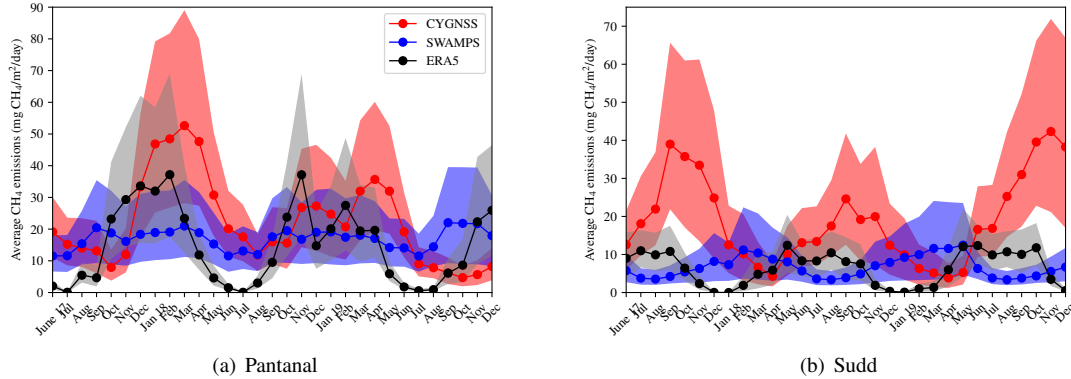 Average CH4 emissions (mg CH4/m2/day)
90
80
70
60
50
40
30
20
10
0
CYGNSS
SWAMPS
ERA5
June 17
Jul
Aug
Sep
Oct
Nov
Dec
Jan 18
Feb
Mar
Apr
May
Jun
Jul
Aug
Sep
Oct
Nov
Dec
Jan 19
Feb
Mar
Apr
May
Jun
Jul
Aug
Sep
Oct
Nov
Dec
(a) Pantanal
Average CH4 emissions (mg CH4/m2/day)
70
60
50
40
30
20
10
0
June
Jul
Aug
Sep
Oct
Nov
Dec
Jan 18
Feb
Mar
Apr
May
Jun
Jul
Aug
Sep
Oct
Nov
Dec
Jan 19
Feb
Mar
Apr
May
Jun
Jul
Aug
Sep
Oct
Nov
Dec
(b) Sudd